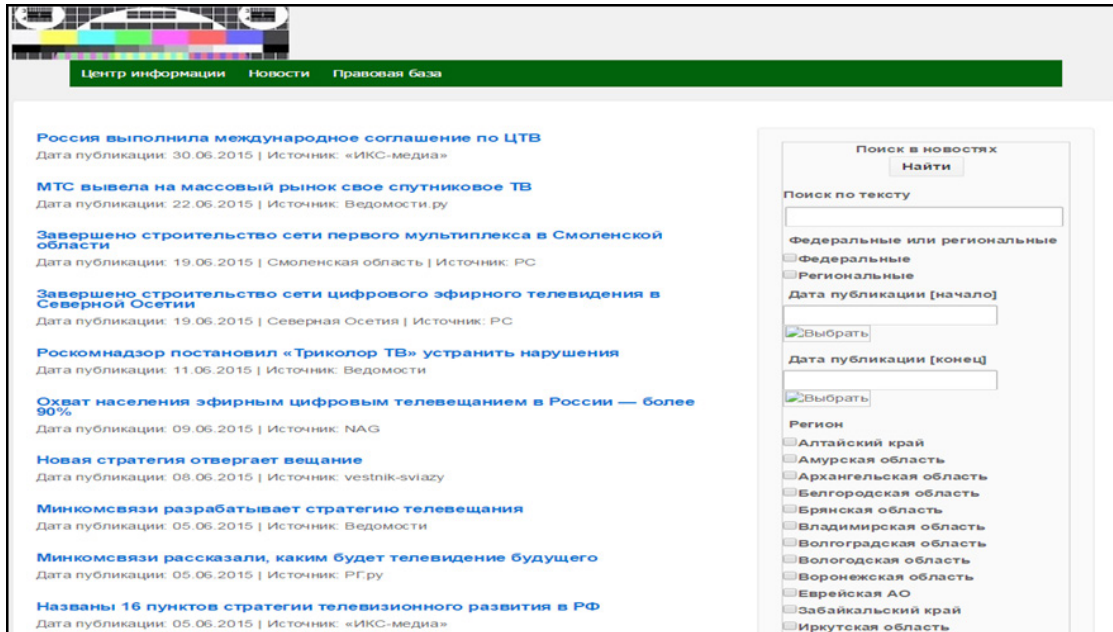 Центр информации Новости Правовая база
Россия выполнила международное соглашение по ЦТВ
Дата публикации: 30.06.2015 | Источник: «ИКС-медиа»
МТС вывела на массовый рынок свое спутниковое ТВ
Дата публикации: 22.06.2015 | Источник: Ведомости.ру
Завершено строительство сети первого мультиплекса в Смоленской
области
Дата публикации: 19.06.2015 | Смоленская область | Источник: РС
Завершено строительство сети цифрового эфирного телевидения в
Северной Осетии
Дата публикации: 19.06.2015 | Северная Осетия | Источник: РС
Роскомнадзор постановил «Триколор ТВ» устранить нарушения
Дата публикации: 11.06.2015 | Источник: Ведомости
Охват населения эфирным цифровым телевещанием в России — более
90%
Дата публикации: 09.06.2015 | Источник: NAG
Новая стратегия отвергает вещание
Дата публикации: 08.06.2015 | Источник: vestnik-sviazy
Минкомсвязи разрабатывает стратегию телевещания
Дата публикации: 05.06.2015 | Источник: Ведомости
Минкомсвязи рассказали, каким будет телевидение будущего
Дата публикации: 05.06.2015 | Источник: РГ.ру
Названы 16 пунктов стратегии телевизионного развития в РФ
Дата публикации: 05.06.2015 | Источник: «ИКС-медиа»
Поиск в новостях
Найти
Поиск по тексту
Федеральные или региональные
Федеральные
Региональные
Дата публикации [начало]
Выбрать
Дата публикации [конец]
Выбрать
Регион
Алтайский край
Амурская область
Архангельская область
Белгородская область
Брянская область
Владимирская область
Волгоградская область
Вологодская область
Воронежская область
Еврейская АО
Забайкальский край
Иркутская область